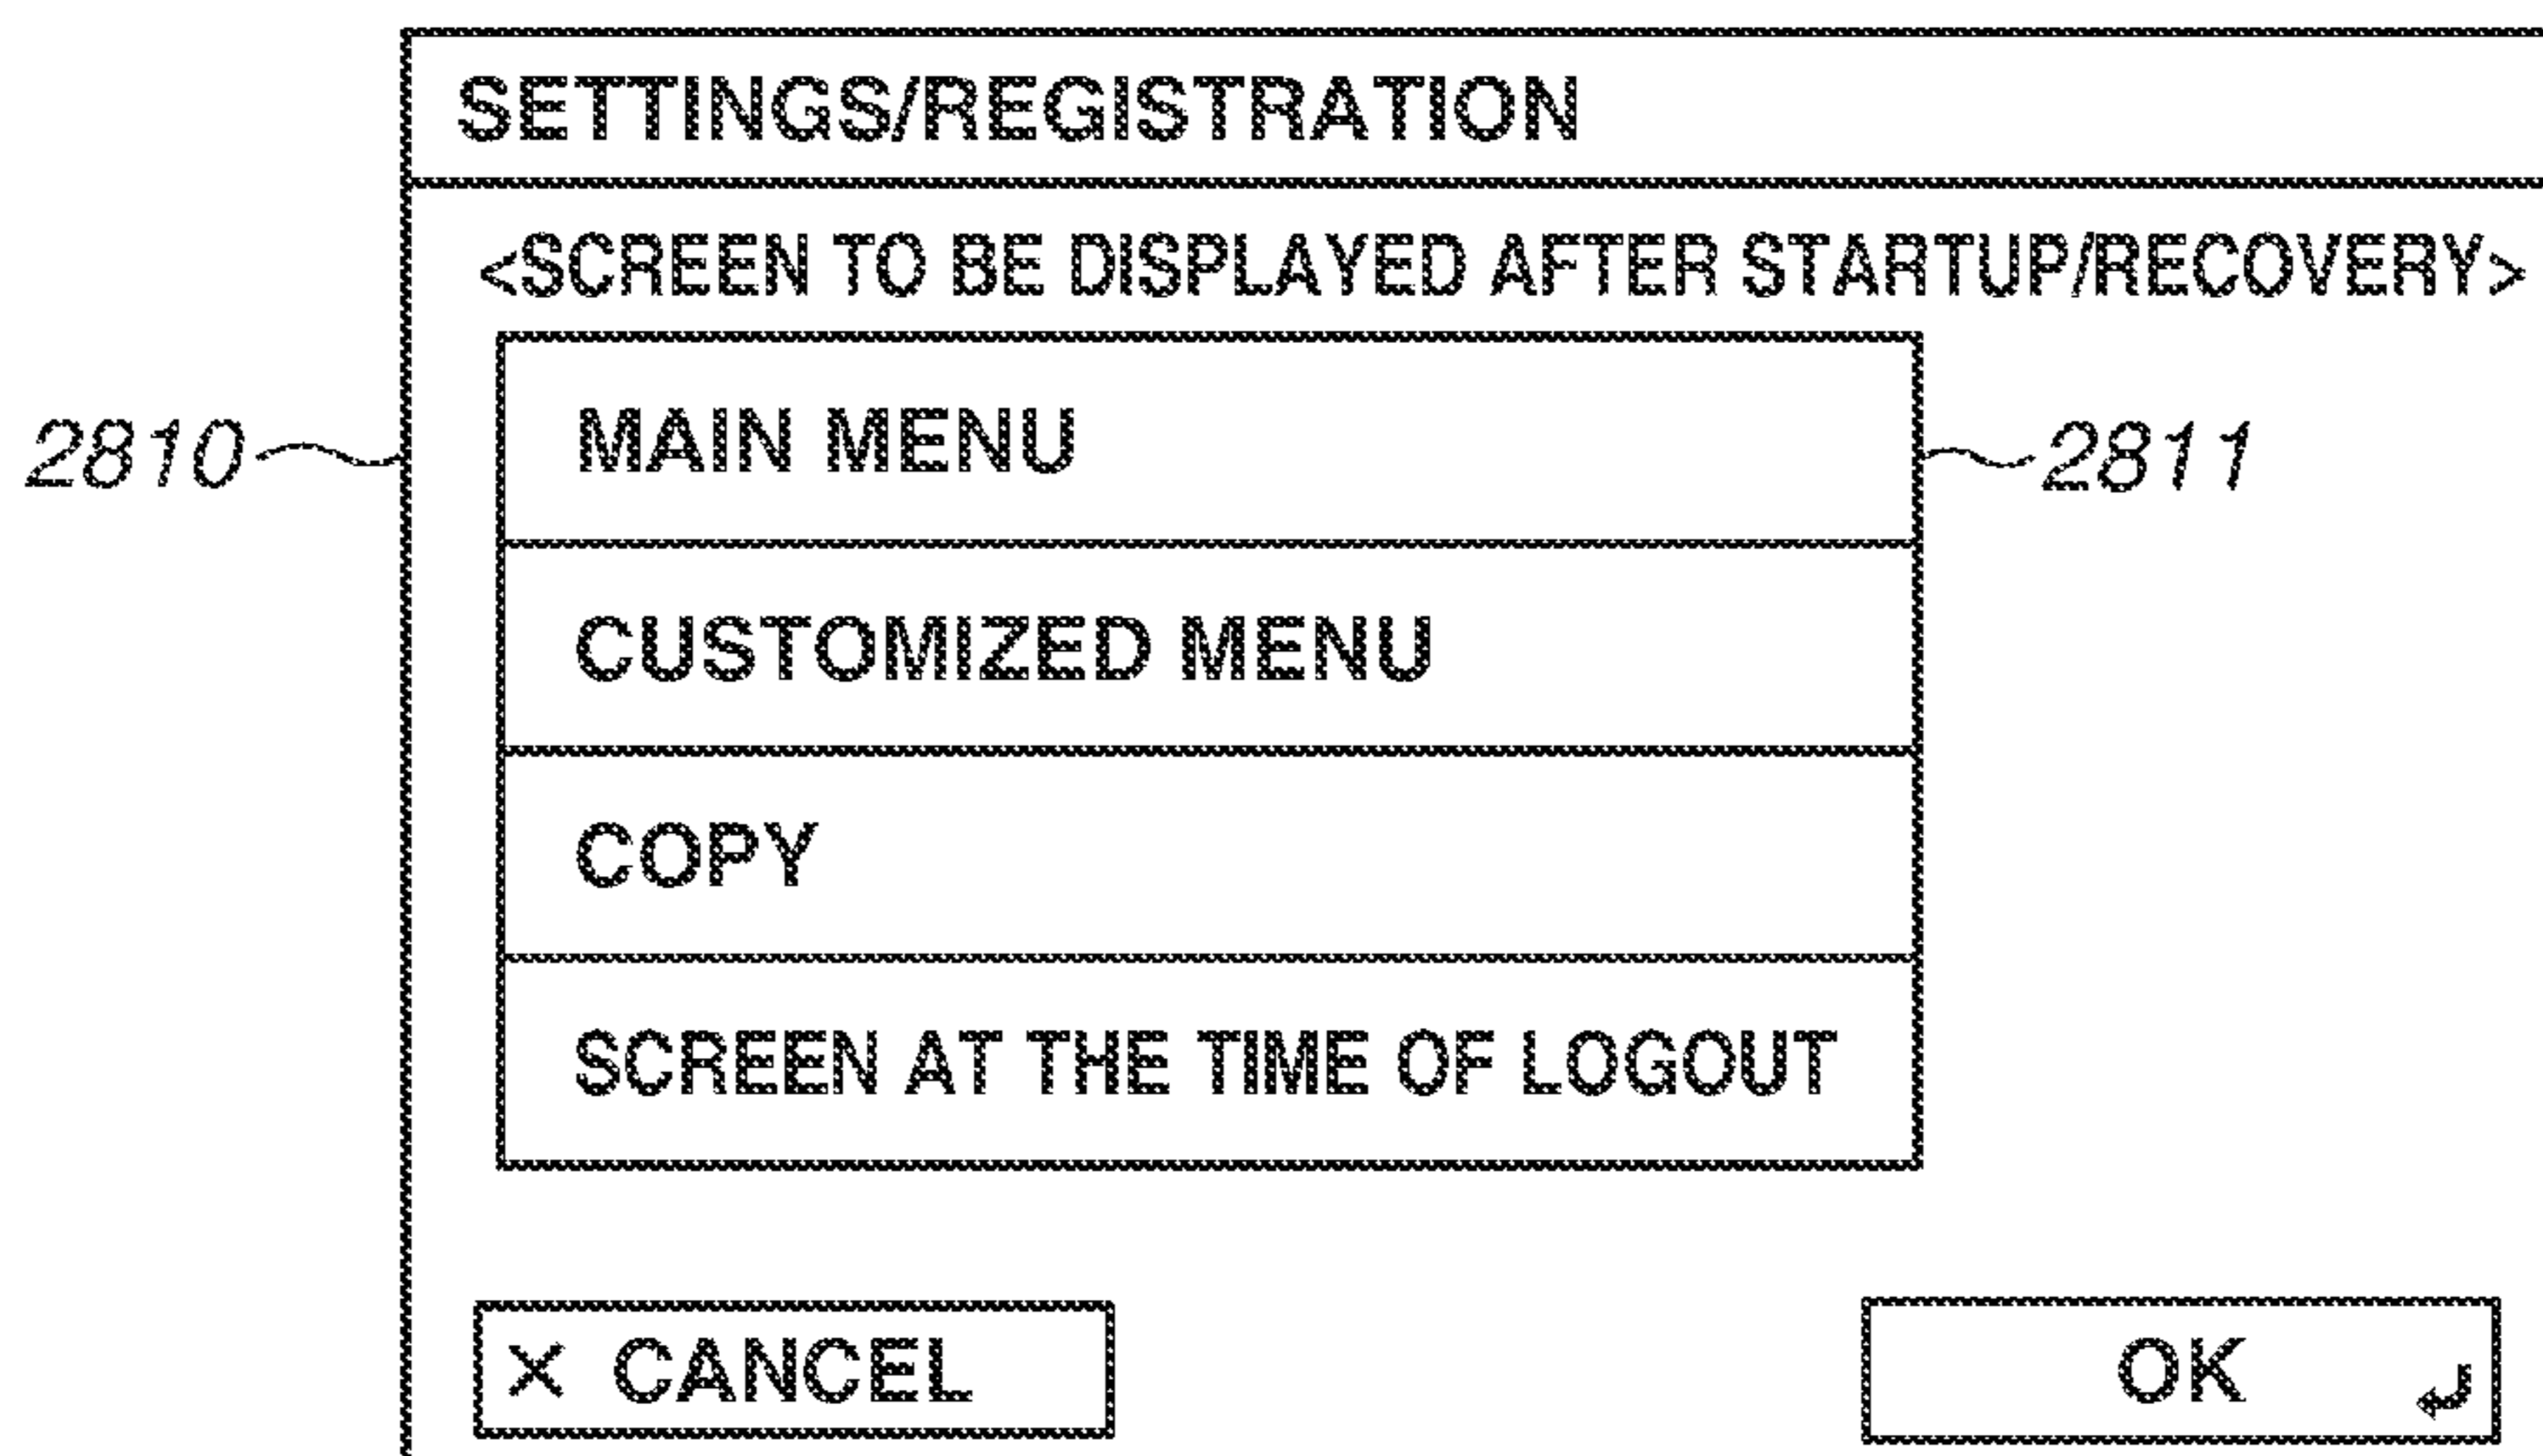 SETTINGS/REGISTRATION
<SCREEN TO BE DISPLAYED AFTER STARTUP/RECOVERY>
2810
MAIN MENU
2811
CUSTOMIZED MENU
COPY
SCREEN AT THE TIME OF LOGOUT
× CANCEL
OK